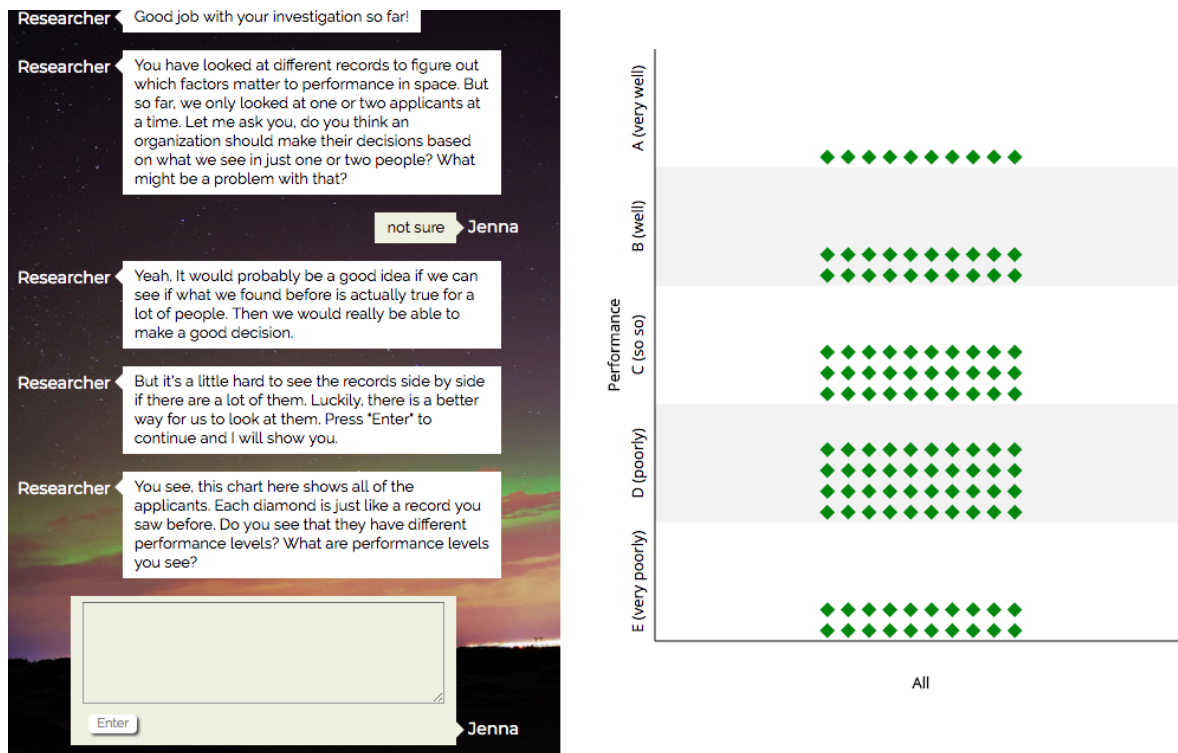 Researcher
Good job with your investigation so far!
Researcher
You have looked at different records to figure out
which factors matter to performance in space. But
so far, we only looked at one or two applicants at
a time. Let me ask you, do you think an
organization should make their decisions based
on what we see in just one or two people? What
might be a problem with that?
not sure
Jenna
Researcher
Yeah. It would probably be a good idea if we can
see if what we found before is actually true for a
lot of people. Then we would really be able to
make a good decision.
Researcher
But it's a little hard to see the records side by side
if there are a lot of them. Luckily, there is a better
way for us to look at them. Press "Enter" to
continue and I will show you.
Researcher
You see, this chart here shows all of the
applicants. Each diamond is just like a record you
saw before. Do you see that they have different
performance levels? What are performance levels
you see?
Enter
Jenna
Performance
A (very well)
B (well)
C (so so)
D (poorly)
E (very poorly)
All